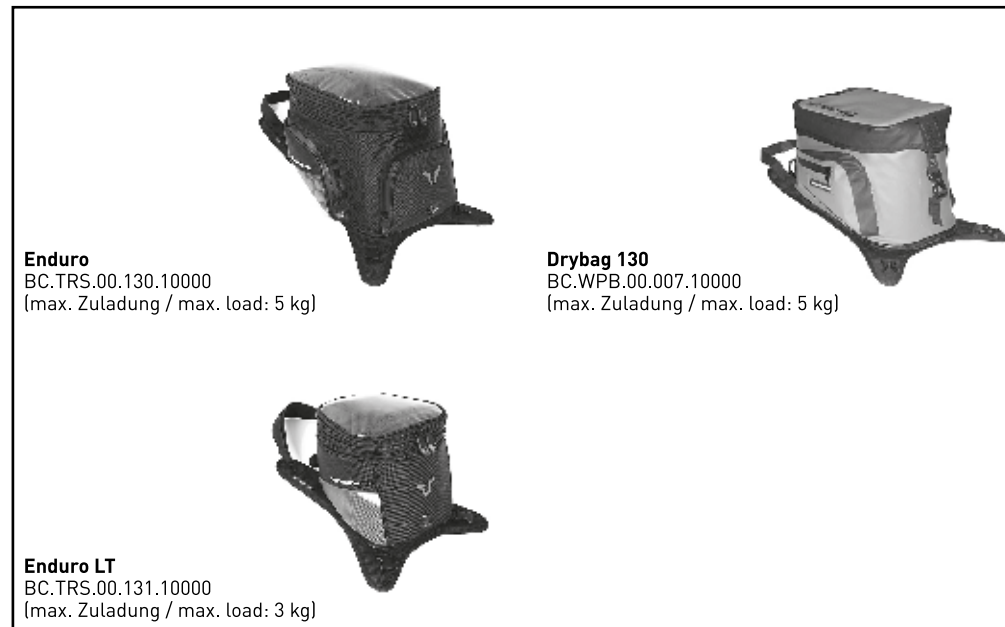 Enduro
BC.TRS.00.130.10000
(max. Zuladung / max. load: 5 kg)
Drybag 130
BC.WPB.00.007.10000
(max. Zuladung / max. load: 5 kg)
Enduro LT
BC.TRS.00.131.10000
(max. Zuladung / max. load: 3 kg)